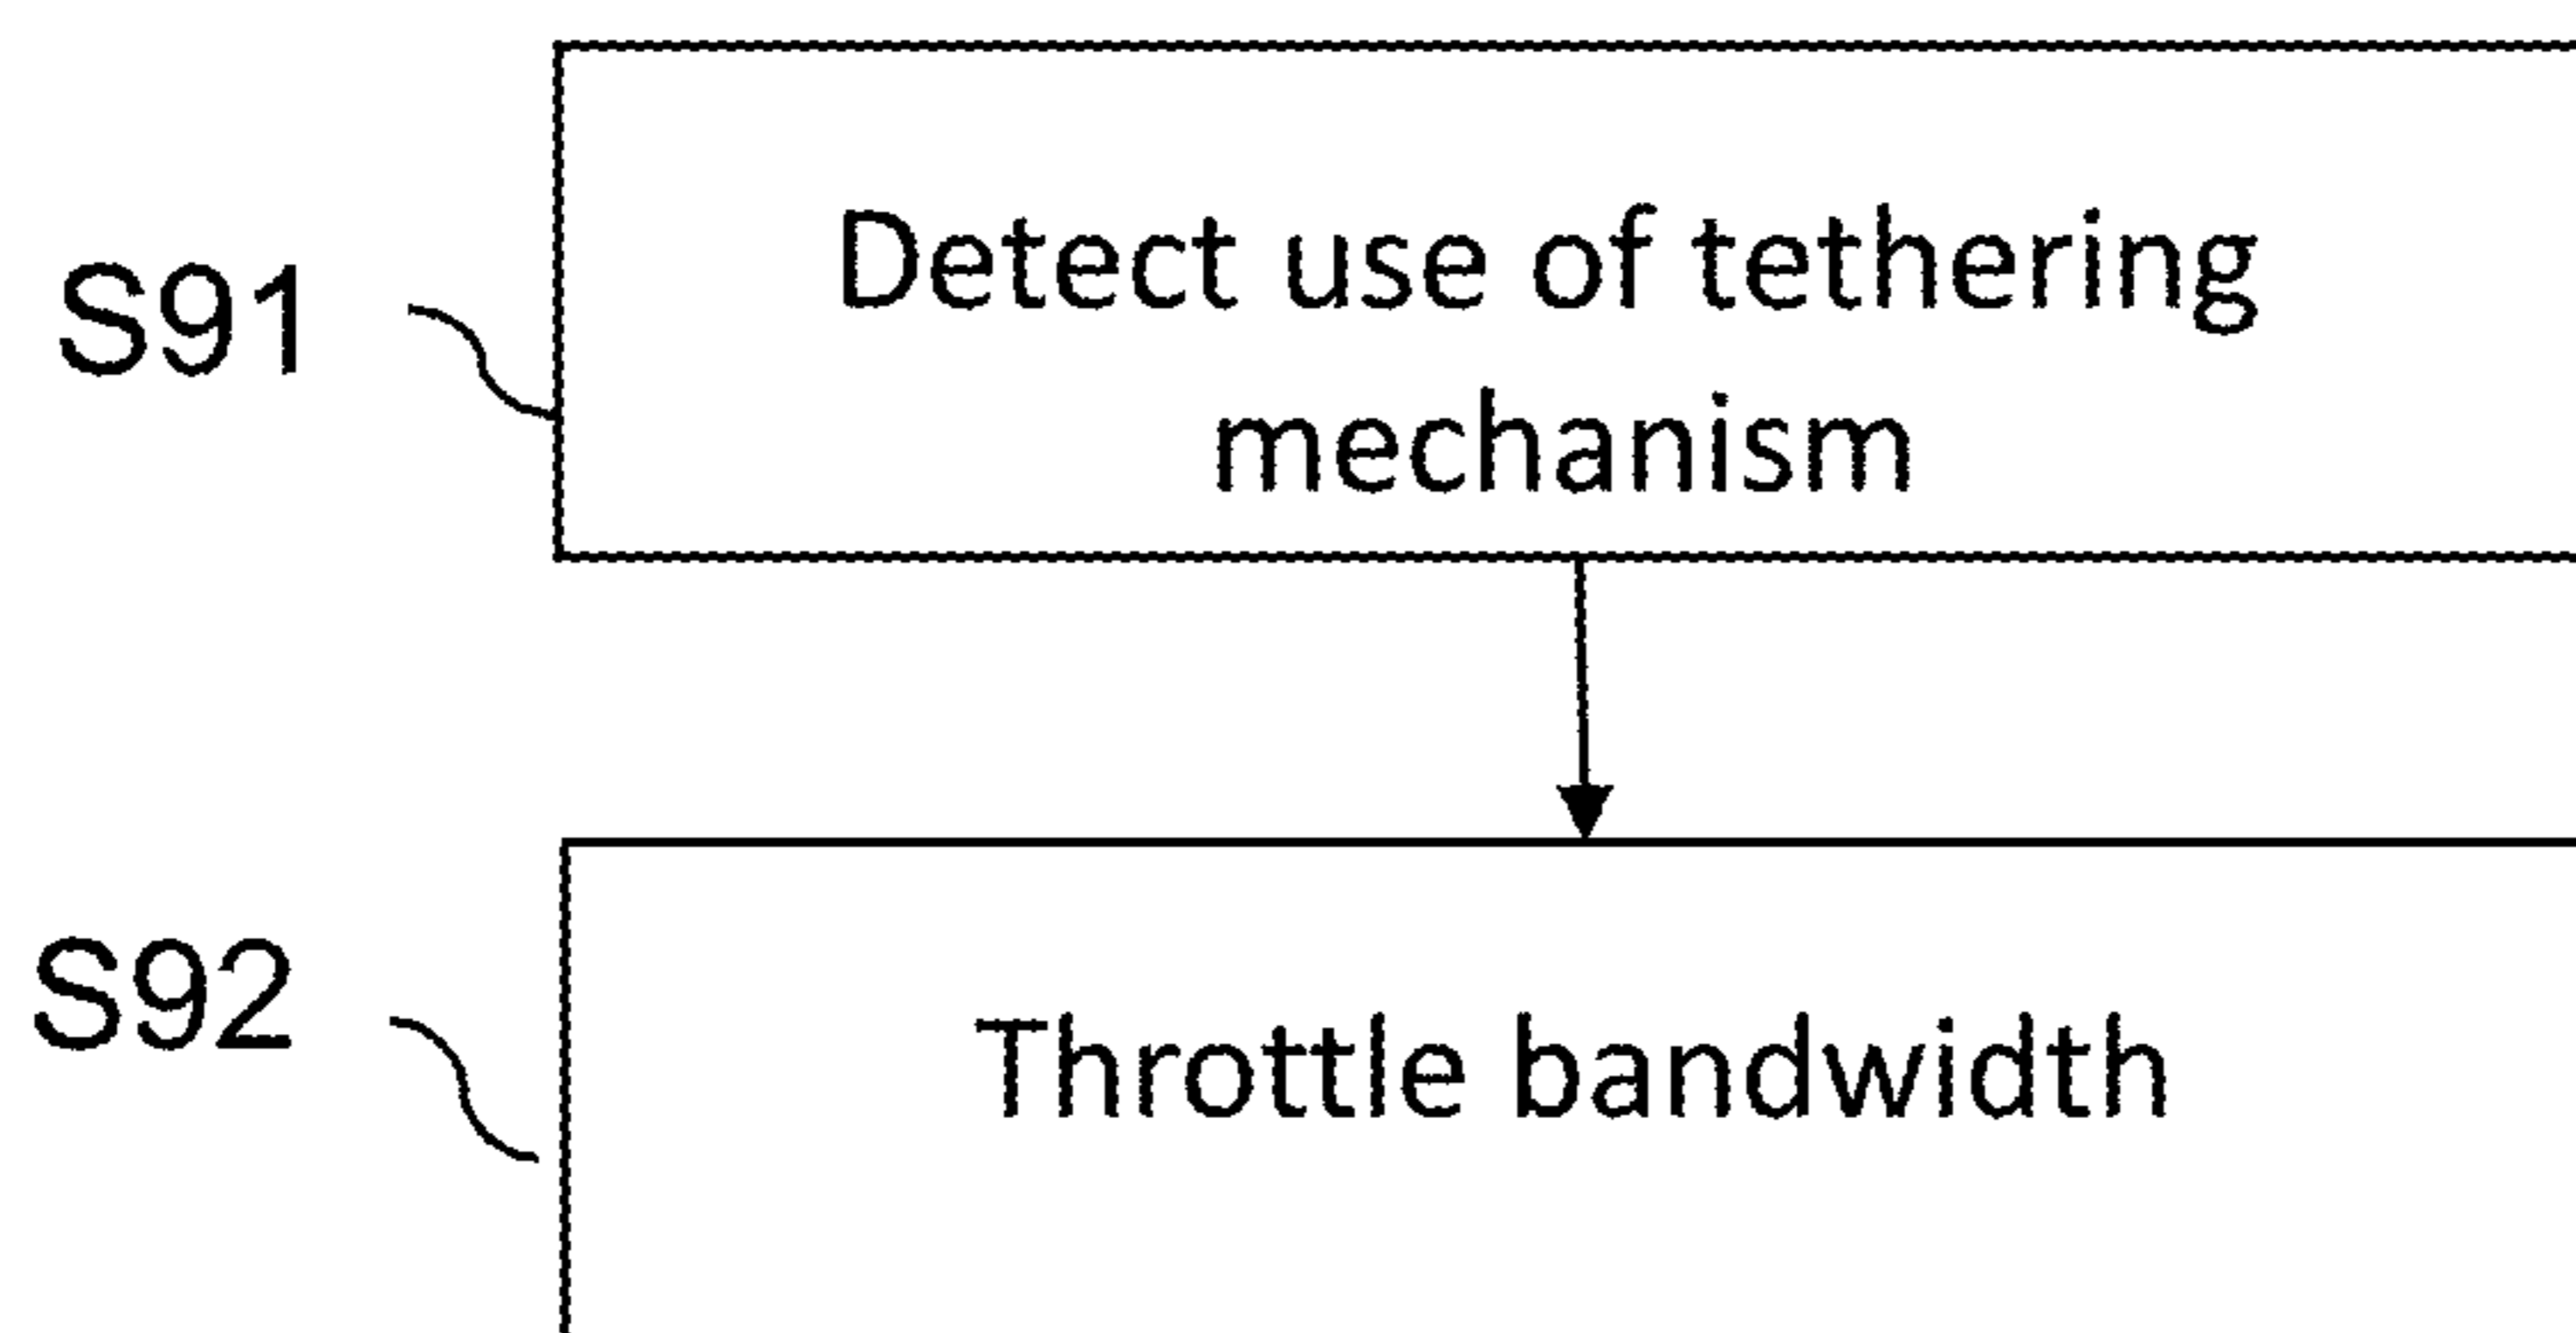 S91
Detect use of tethering
mechanism
S92
Throttle bandwidth